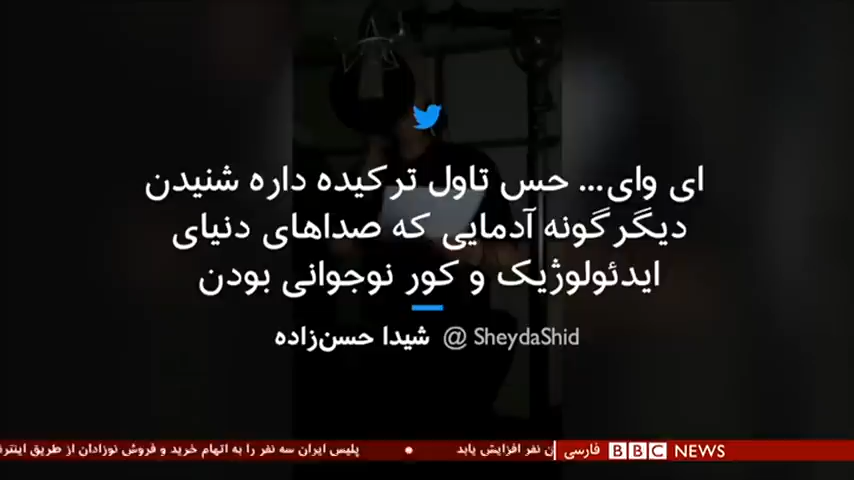 ای وای... حس تاول ترکیده داره شنیدن
دیگرگونه آدمایی که صداهای دنیای
ایدئولوژیک و کور نوجوانی بودن
شیدا حسن‌زاده @ SheydaShid
پلیس ایران سه نفر را به اتهام خرید و فروش نوزادان از طریق • ن نفر افزایش یابد فارسی BBC NEWS